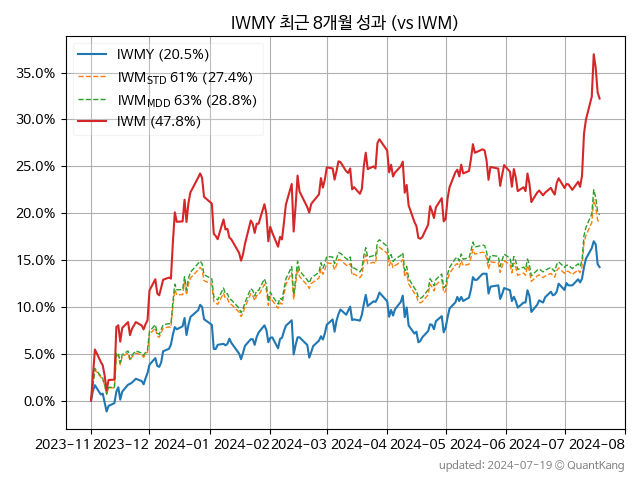 IWMY 최근 8개월 성과 (vs IWM)
IWMY (20.5%)
IWM_STD 61% (27.4%)
IWM_MDD 63% (28.8%)
IWM (47.8%)
35.0%
30.0%
25.0%
20.0%
15.0%
10.0%
5.0%
0.0%
2023-11 2023-12 2024-01 2024-02 2024-03 2024-04 2024-05 2024-06 2024-07 2024-08
updated: 2024-07-19 © QuantKang